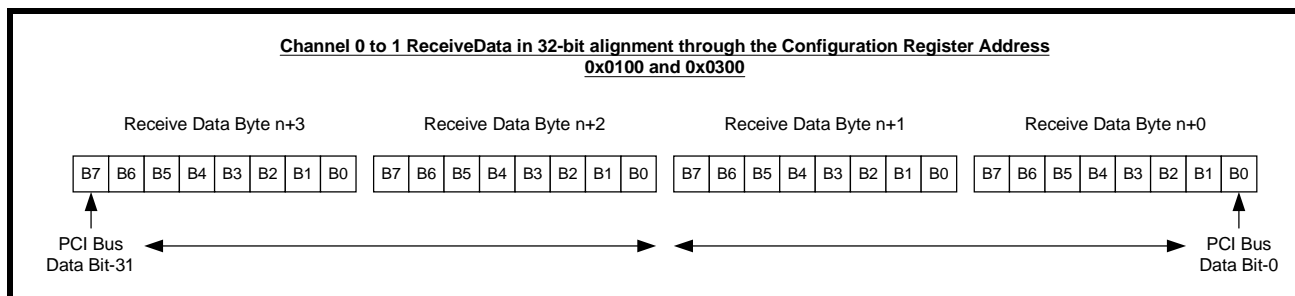 Channel 0 to 1 ReceiveData in 32-bit alignment through the Configuration Register Address
0x0100 and 0x0300
Receive Data Byte n+3 Receive Data Byte n+2 Receive Data Byte n+1 Receive Data Byte n+0
B7 B6 B5 B4 B3 B2 B1 B0 B7 B6 B5 B4 B3 B2 B1 B0 B7 B6 B5 B4 B3 B2 B1 B0 B7 B6 B5 B4 B3 B2 B1 B0
PCI Bus PCI Bus
Data Bit-31 Data Bit-0